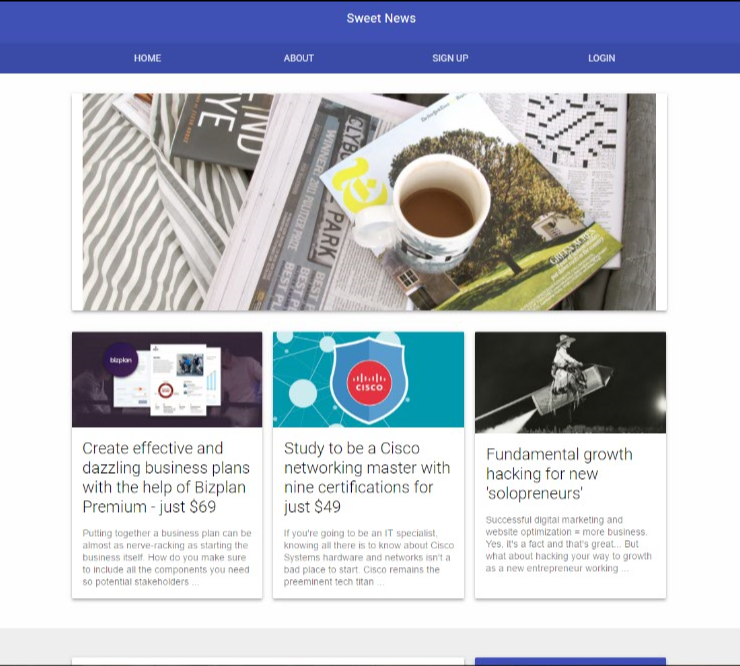 Sweet News
HOME
ABOUT
SIGN UP
LOGIN
bizplan
CISCO
Create effective and
dazzling business plans
with the help of Bizplan
Premium - just $69
Putting together a business plan can be
almost as nerve-racking as starting the
business itself. How do you make sure
to include all the components you need
so potential stakeholders ...
Study to be a Cisco
networking master with
nine certifications for
just $49
If you're going to be an IT specialist,
knowing all there is to know about Cisco
Systems hardware and networks isn't a
bad place to start. Cisco remains the
preeminent tech titan ...
Fundamental growth
hacking for new
'solopreneurs'
Successful digital marketing and
website optimization = more business.
Yes. It's a fact and that's great... But
what about hacking your way to growth
as a new entrepreneur working ...